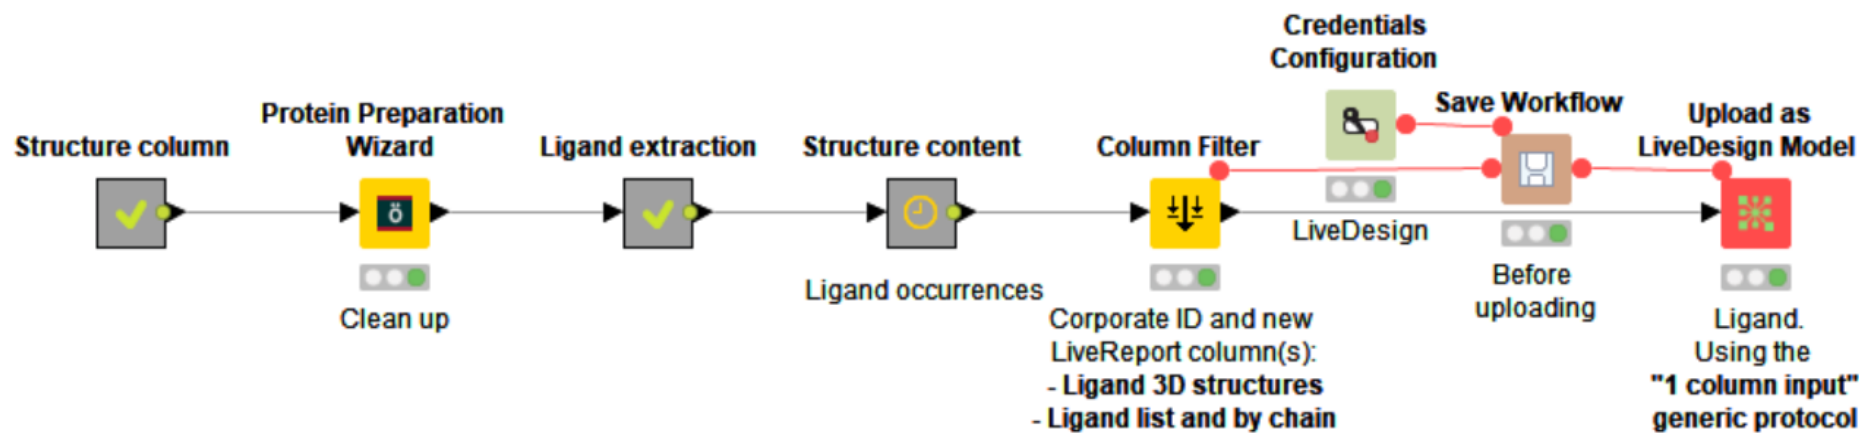 Credentials
Configuration
Structure column
Protein Preparation
Wizard
Ligand extraction
Structure content
Column Filter
Save Workflow
Upload as
LiveDesign Model
ö
Clean up
Ligand occurrences
Corporate ID and new
LiveReport column(s):
- Ligand 3D structures
- Ligand list and by chain
LiveDesign
Before
uploading
Ligand.
Using the
"1 column input"
generic protocol